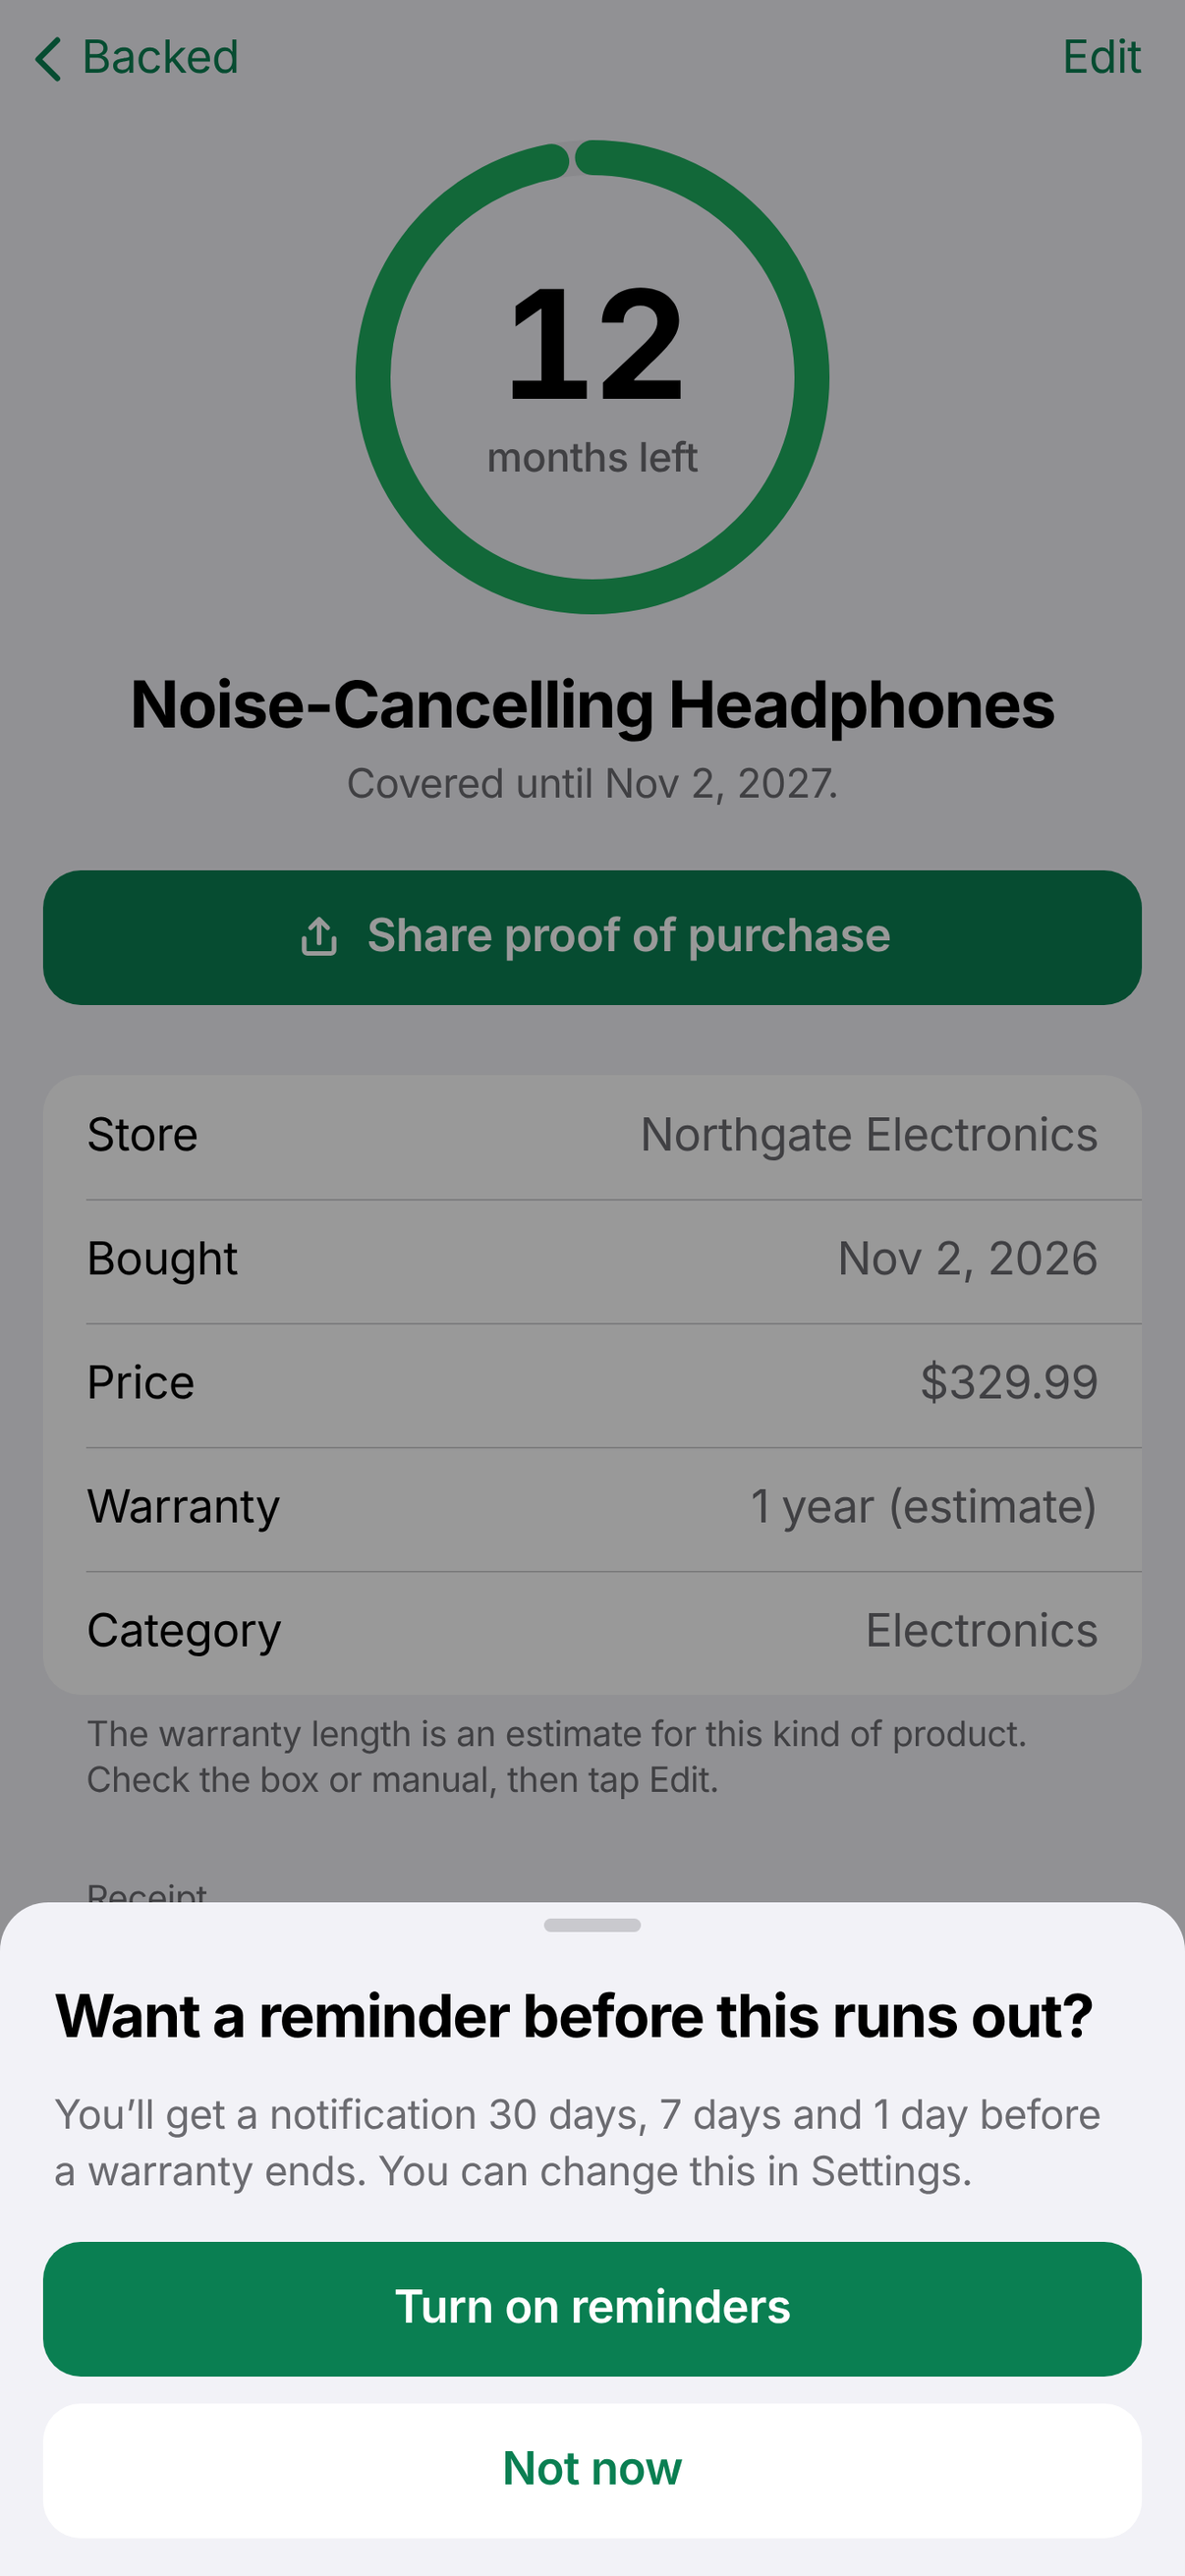 Backed
Edit
12
months left
Noise-Cancelling Headphones
Covered until Nov 2, 2027.
Share proof of purchase
Store Northgate Electronics
Bought Nov 2, 2026
Price $329.99
Warranty 1 year (estimate)
Category Electronics
The warranty length is an estimate for this kind of product.
Check the box or manual, then tap Edit.
Receipt
Want a reminder before this runs out?
You’ll get a notification 30 days, 7 days and 1 day before
a warranty ends. You can change this in Settings.
Turn on reminders
Not now